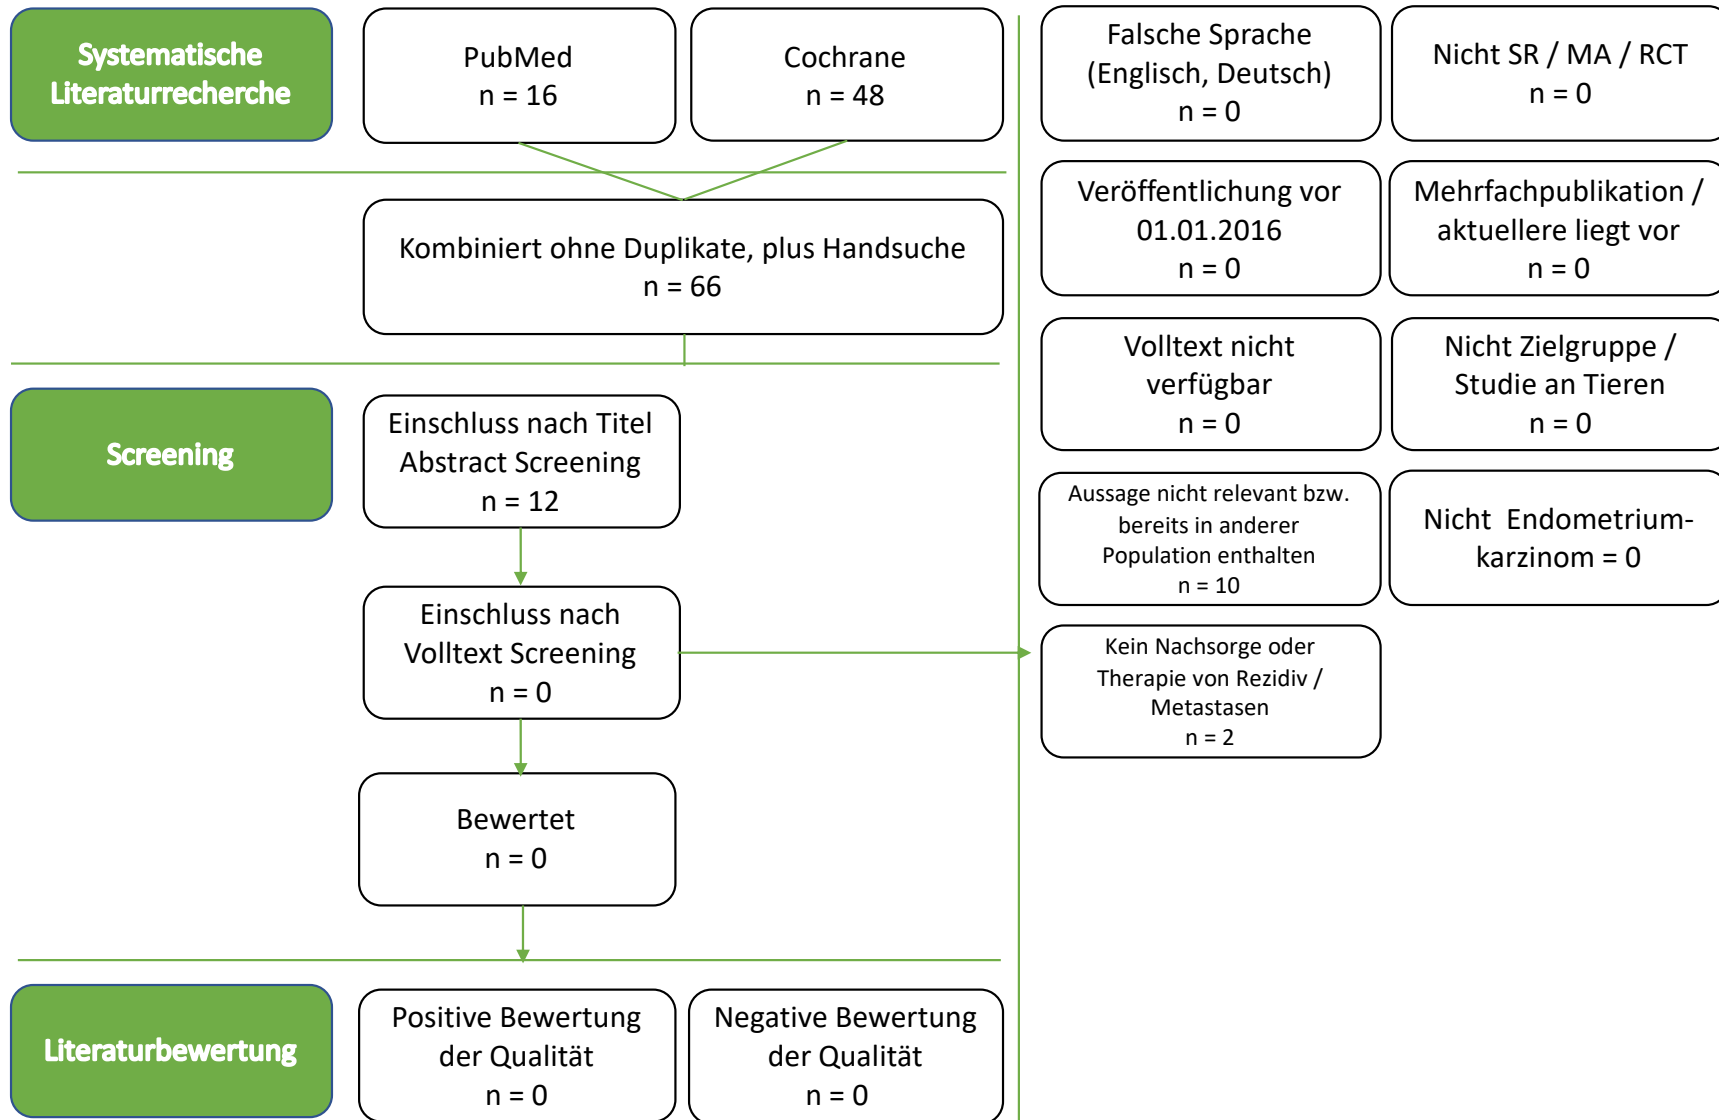 Systematische
Literaturrecherche
PubMed
n = 16
Cochrane
n = 48
Kombiniert ohne Duplikate, plus Handsuche
n = 66
Screening
Einschluss nach Titel
Abstract Screening
n = 12
Einschluss nach
Volltext Screening
n = 0
Bewertet
n = 0
Literaturbewertung
Positive Bewertung
der Qualität
n = 0
Negative Bewertung
der Qualität
n = 0
Falsche Sprache
(Englisch, Deutsch)
n = 0
Nicht SR / MA / RCT
n = 0
Veröffentlichung vor
01.01.2016
n = 0
Mehrfachpublikation /
aktuellere liegt vor
n = 0
Volltext nicht
verfügbar
n = 0
Nicht Zielgruppe /
Studie an Tieren
n = 0
Aussage nicht relevant bzw.
bereits in anderer
Population enthalten
n = 10
Nicht Endometrium-
karzinom = 0
Kein Nachsorge oder
Therapie von Rezidiv /
Metastasen
n = 2